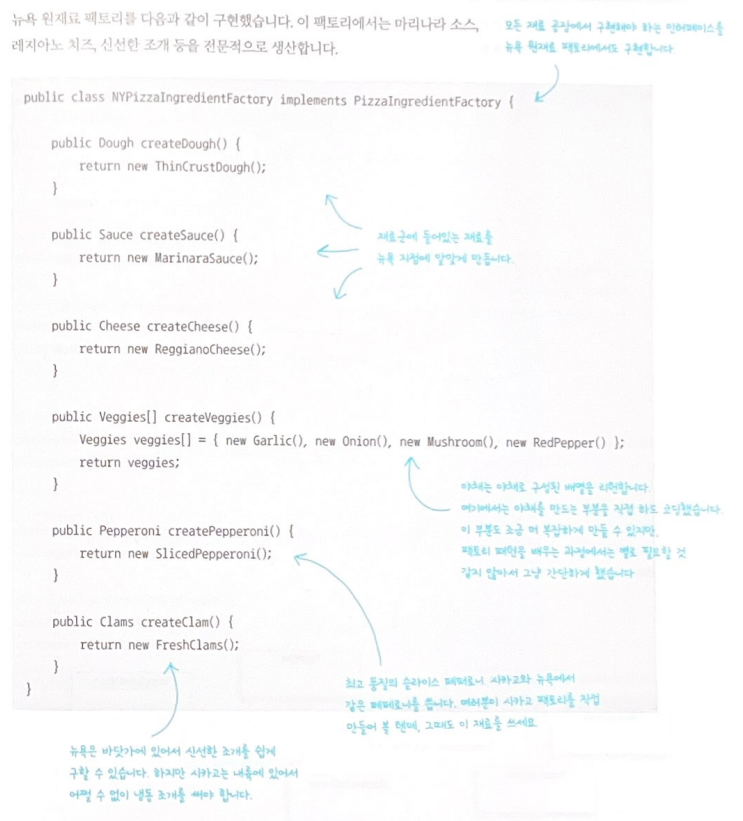 뉴욕 원재료 팩토리를 다음과 같이 구현했습니다. 이 팩토리에서는 마리나라 소스,
레지아노 치즈, 신선한 조개 등을 전문적으로 생산합니다.
모든 재료 공장에서 구현해야 하는 인터페이스를
뉴욕 원재료 팩토리에서도 구현합니다.
public class NYPizzaIngredientFactory implements PizzaIngredientFactory {
public Dough createDough() {
return new ThinCrustDough();
}
public Sauce createSauce() {
return new MarinaraSauce();
}
재료군에 들어있는 재료를
뉴욕 지점에 알맞게 만듭니다.
public Cheese createCheese() {
return new ReggianoCheese();
}
public Veggies[] createVeggies() {
Veggies veggies[] = { new Garlic(), new Onion(), new Mushroom(), new RedPepper() };
return veggies;
}
야채는 야채로 구성된 배열을 리턴합니다.
여기에서는 야채를 만드는 부분을 직접 하드 코딩했습니다.
이 부분도 조금 더 복잡하게 만들 수 있지만,
팩토리 패턴을 배우는 과정에서는 별로 필요할 것
같지 않아서 그냥 간단하게 했습니다
public Pepperoni createPepperoni() {
return new SlicedPepperoni();
}
public Clams createClam() {
return new FreshClams();
}
}
최고 품질의 슬라이스 페퍼로니. 시카고와 뉴욕에서
같은 페퍼로니를 씁니다. 여러분이 시카고 팩토리를 직접
만들어 볼 텐데, 그때도 이 재료를 쓰세요
뉴욕은 바닷가에 있어서 신선한 조개를 쉽게
구할 수 있습니다. 하지만 시카고는 내륙에 있어서
어쩔 수 없이 냉동 조개를 써야 합니다.